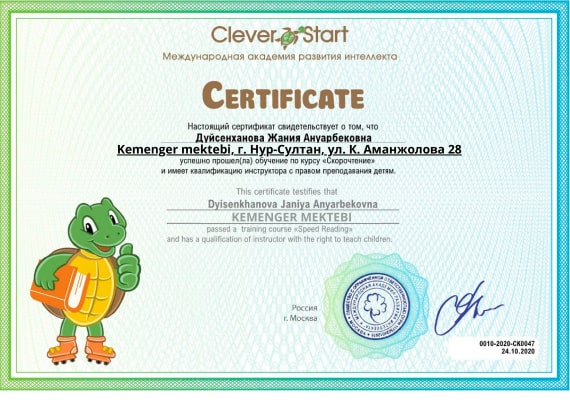 Clever Start
Международная академия развития интеллекта
CERTIFICATE
Настоящий сертификат свидетельствует о том, что
Дуйсенханова Жания Ануарбековна
Kemenger mektebi, г. Нур-Султан, ул. К. Аманжолова 28
успешно прошел(ла) обучение по курсу «Скорочтение»
и имеет квалификацию инструктора с правом преподавания детям.
This certificate testifies that
Dyisenkhanova Janiya Anyarbekovna
KEMENGER MEKTEBI
passed a training course «Speed Reading»
and has a qualification of instructor with the right to teach children.
Россия
г. Москва
0010-2020-СК0047
24.10.2020